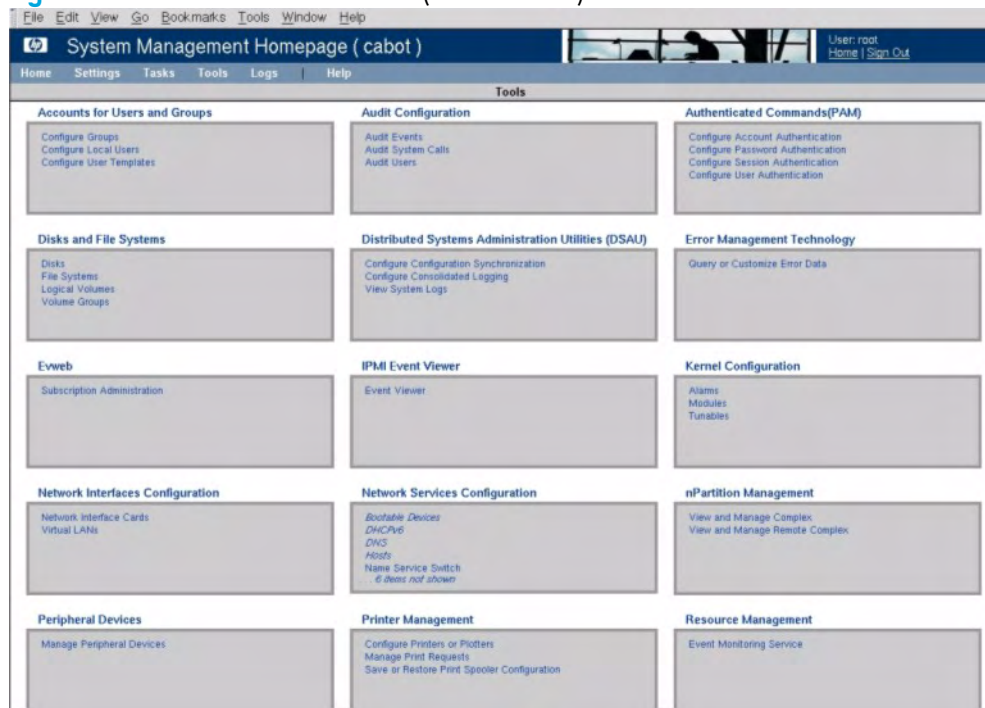 File Edit View Go Bookmarks Tools Window Help
System Management Homepage ( cabot )
User: root
Home | Sign Out
Home Settings Tasks Tools Logs | Help
Tools
Accounts for Users and Groups
Configure Groups
Configure Local Users
Configure User Templates
Audit Configuration
Audit Events
Audit System Calls
Audit Users
Authenticated Commands(PAM)
Configure Account Authentication
Configure Password Authentication
Configure Session Authentication
Configure User Authentication
Disks and File Systems
Disks
File Systems
Logical Volumes
Volume Groups
Distributed Systems Administration Utilities (DSAU)
Configure Configuration Synchronization
Configure Consolidated Logging
View System Logs
Error Management Technology
Query or Customize Error Data
Evweb
Subscription Administration
IPMI Event Viewer
Event Viewer
Kernel Configuration
Alarms
Modules
Tunables
Network Interfaces Configuration
Network Interface Cards
Virtual LANs
Network Services Configuration
Bootable Devices
DHCPv6
DNS
Hosts
Name Service Switch
... 6 items not shown
nPartition Management
View and Manage Complex
View and Manage Remote Complex
Peripheral Devices
Manage Peripheral Devices
Printer Management
Configure Printers or Plotters
Manage Print Requests
Save or Restore Print Spooler Configuration
Resource Management
Event Monitoring Service